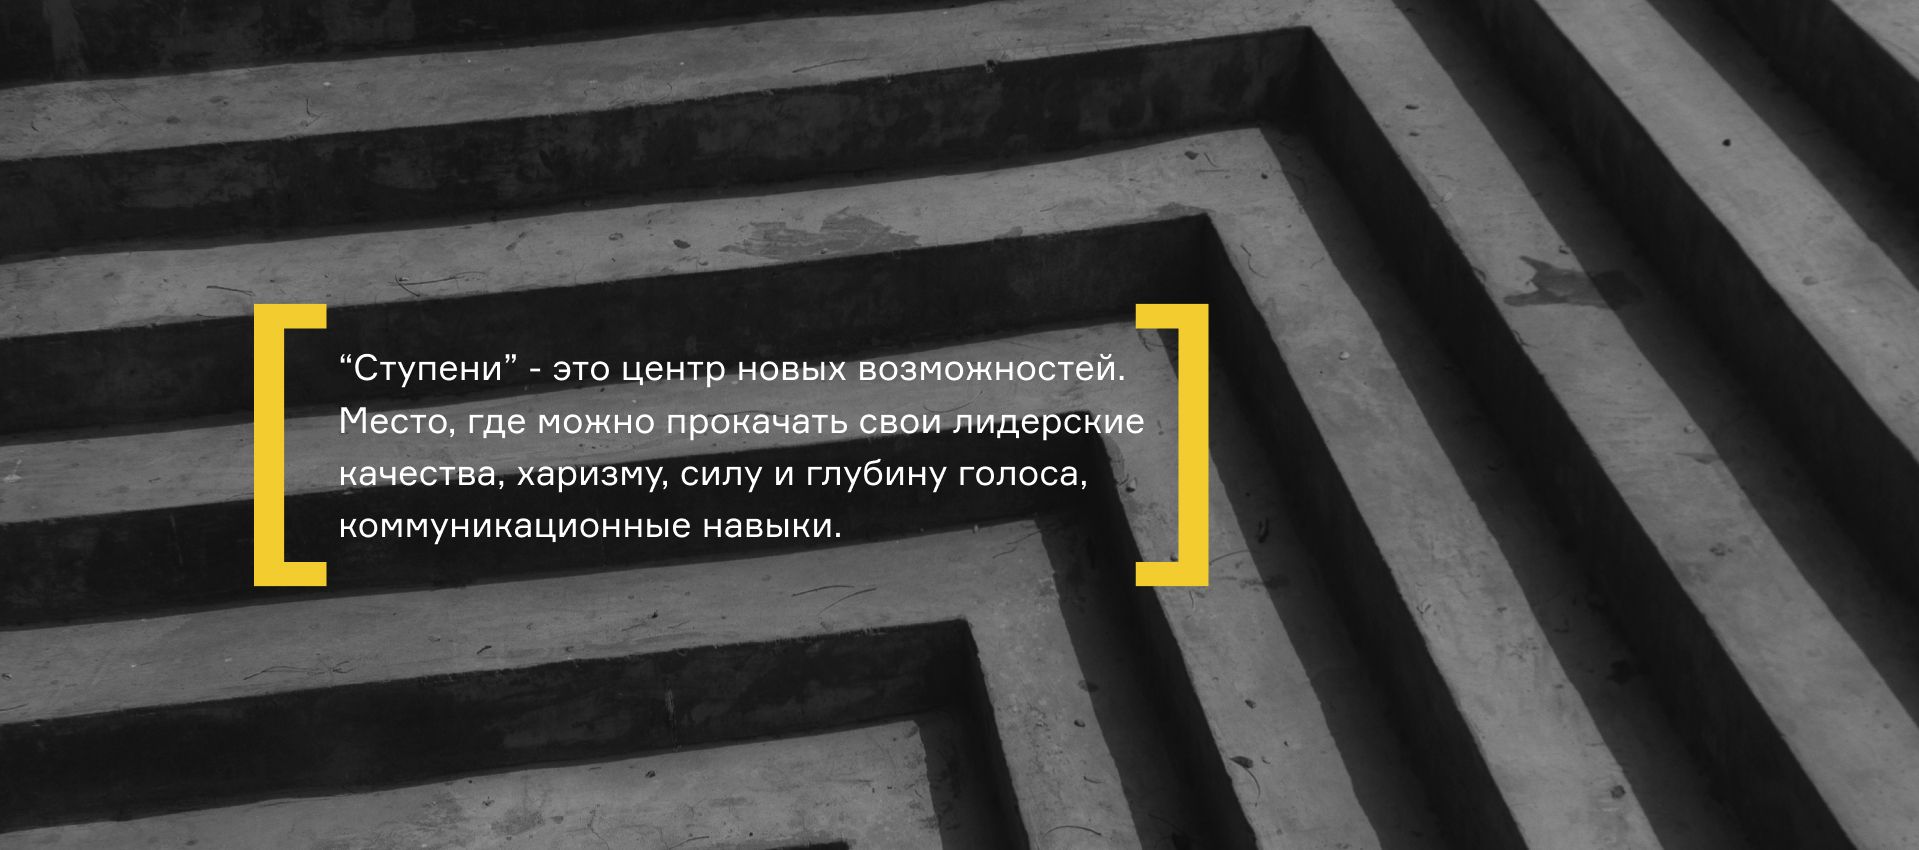 “Ступени” - это центр новых возможностей.
Место, где можно прокачать свои лидерские
качества, харизму, силу и глубину голоса,
коммуникационные навыки.